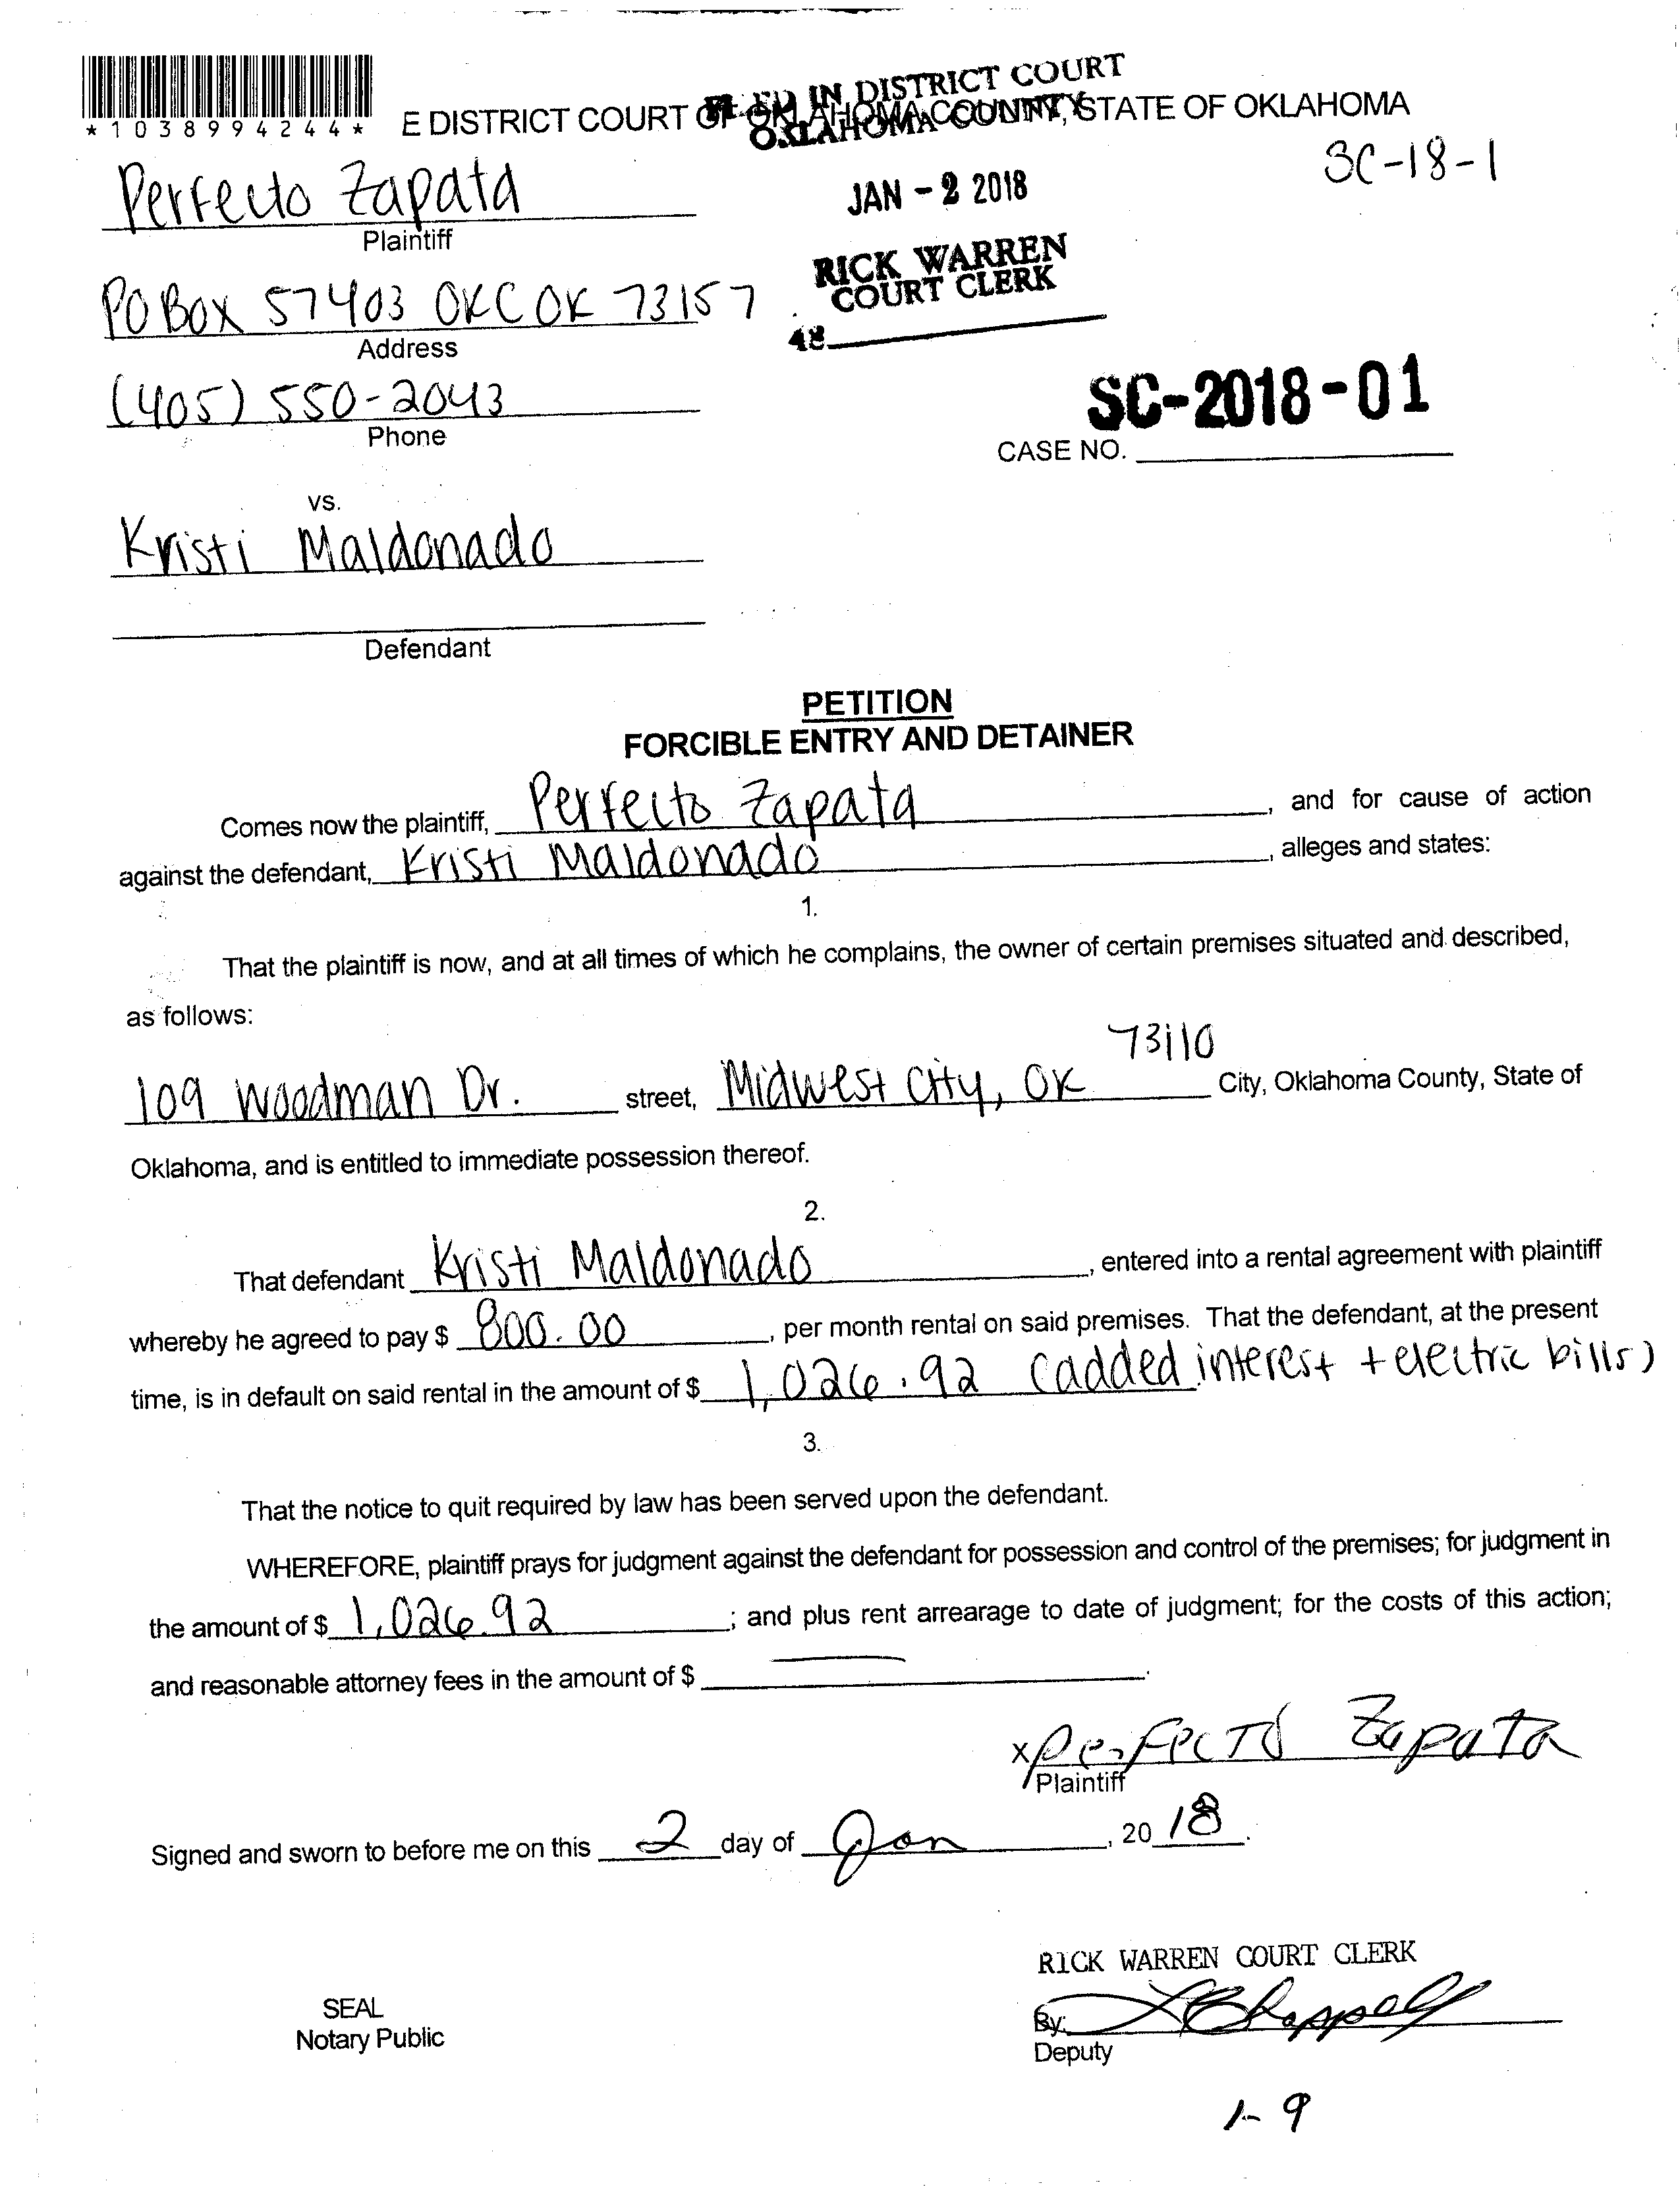 *1038994244*
E DISTRICT COURT OF OKLAHOMA COUNTY, STATE OF OKLAHOMA
FILED IN DISTRICT COURT
OKLAHOMA COUNTY
SC-18-1
Perfecto Zapata
JAN - 2 2018
Plaintiff
RICK WARREN
COURT CLERK
PO Box 57403 OKC OK 73157
48
Address
(405) 550-2043
SC-2018-01
Phone
CASE NO.
vs.
Kristi Maldonado
Defendant
PETITION
FORCIBLE ENTRY AND DETAINER
Comes now the plaintiff, Perfecto Zapata, and for cause of action
against the defendant, Kristi Maldonado, alleges and states:
1.
That the plaintiff is now, and at all times of which he complains, the owner of certain premises situated and described,
as follows:
73110
109 Woodman Dr. street, Midwest City, OK City, Oklahoma County, State of
Oklahoma, and is entitled to immediate possession thereof.
2.
That defendant Kristi Maldonado, entered into a rental agreement with plaintiff
whereby he agreed to pay $ 800.00, per month rental on said premises. That the defendant, at the present
time, is in default on said rental in the amount of $ 1,026.92 (added interest + electric bills)
3.
That the notice to quit required by law has been served upon the defendant.
WHEREFORE, plaintiff prays for judgment against the defendant for possession and control of the premises; for judgment in
the amount of $ 1,026.92; and plus rent arrearage to date of judgment; for the costs of this action;
and reasonable attorney fees in the amount of $ —.
x Perfecto Zapata
Plaintiff
Signed and sworn to before me on this 2 day of Jan, 20 18.
RICK WARREN COURT CLERK
SEAL
Notary Public
By: Chappell
Deputy
1-9